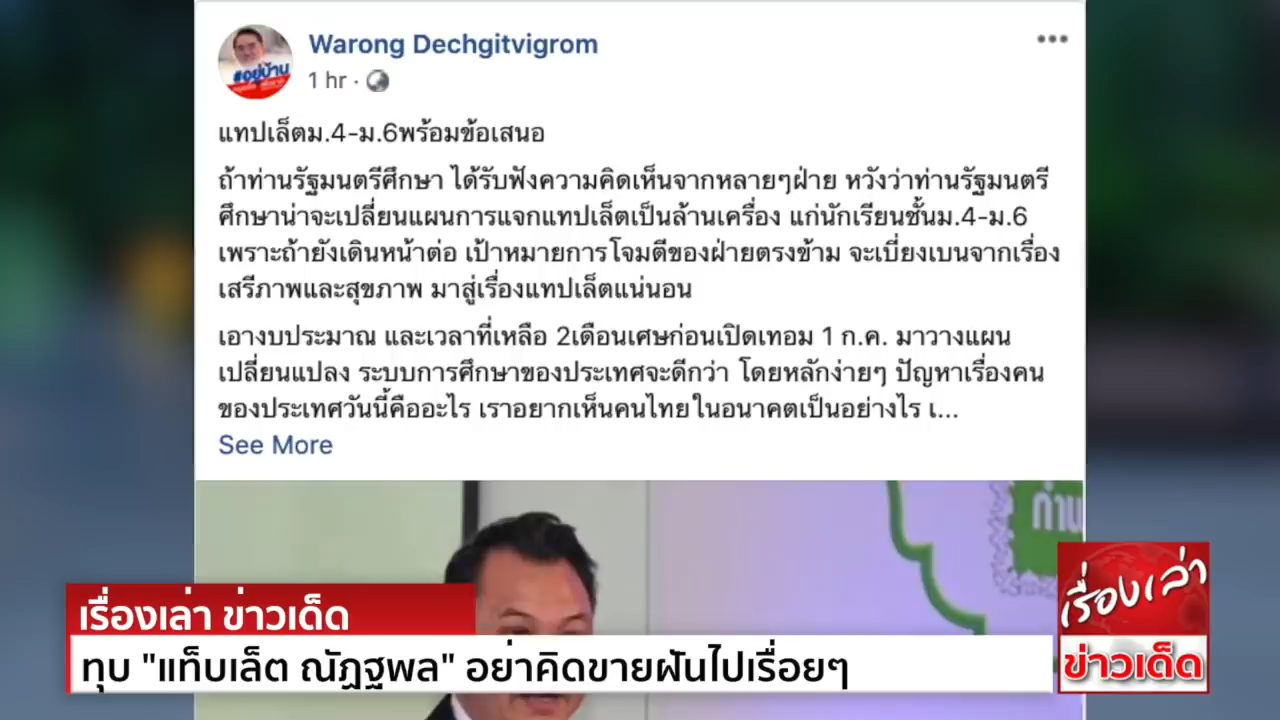 Warong Dechgitvigrom
#อยู่บ้าน
1 hr ·
แทปเล็ตม.4-ม.6พร้อมข้อเสนอ
ถ้าท่านรัฐมนตรีศึกษา ได้รับฟังความคิดเห็นจากหลายๆฝ่าย หวังว่าท่านรัฐมนตรี
ศึกษาน่าจะเปลี่ยนแผนการแจกแทปเล็ตเป็นล้านเครื่อง แก่นักเรียนชั้นม.4-ม.6
เพราะถ้ายังเดินหน้าต่อ เป้าหมายการโจมตีของฝ่ายตรงข้าม จะเบี่ยงเบนจากเรื่อง
เสรีภาพและสุขภาพ มาสู่เรื่องแทปเล็ตแน่นอน
เอางบประมาณ และเวลาที่เหลือ 2เดือนเศษก่อนเปิดเทอม 1 ก.ค. มาวางแผน
เปลี่ยนแปลง ระบบการศึกษาของประเทศจะดีกว่า โดยหลักง่ายๆ ปัญหาเรื่องคน
ของประเทศวันนี้คืออะไร เราอยากเห็นคนไทยในอนาคตเป็นอย่างไร เ...
See More
เรื่องเล่า ข่าวเด็ด
ทุบ "แท็บเล็ต ณัฏฐพล" อย่าคิดขายฝันไปเรื่อยๆ
เรื่องเล่า
ข่าวเด็ด